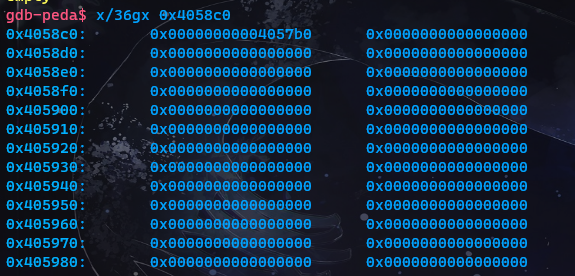 empty
gdb-peda$ x/36gx 0x4058c0
0x4058c0: 0x00000000004057b0 0x0000000000000000
0x4058d0: 0x0000000000000000 0x0000000000000000
0x4058e0: 0x0000000000000000 0x0000000000000000
0x4058f0: 0x0000000000000000 0x0000000000000000
0x405900: 0x0000000000000000 0x0000000000000000
0x405910: 0x0000000000000000 0x0000000000000000
0x405920: 0x0000000000000000 0x0000000000000000
0x405930: 0x0000000000000000 0x0000000000000000
0x405940: 0x0000000000000000 0x0000000000000000
0x405950: 0x0000000000000000 0x0000000000000000
0x405960: 0x0000000000000000 0x0000000000000000
0x405970: 0x0000000000000000 0x0000000000000000
0x405980: 0x0000000000000000 0x0000000000000000